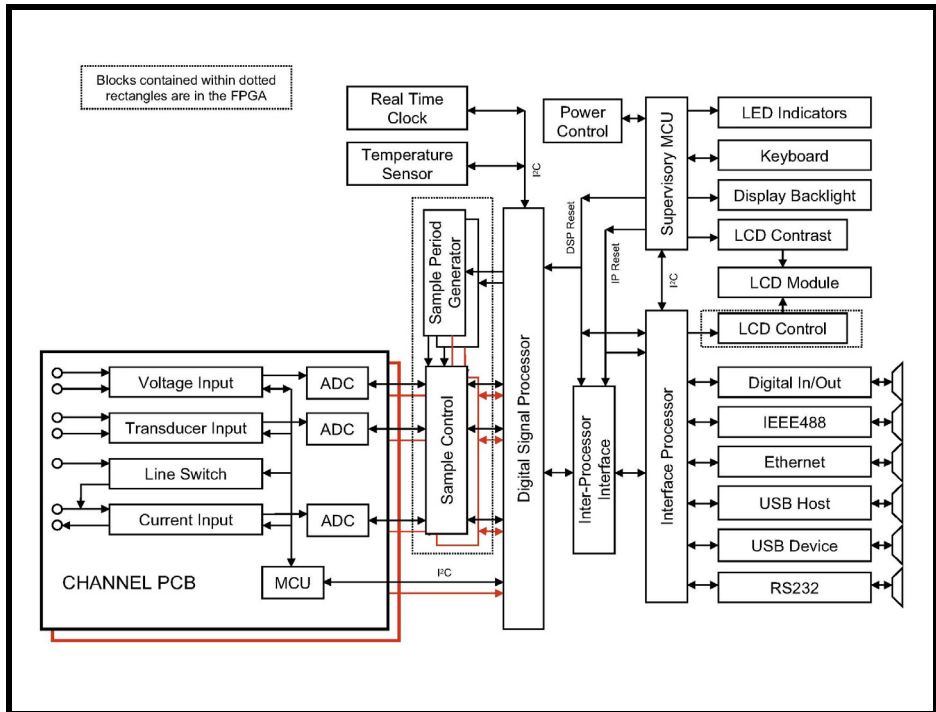 Blocks contained within dotted
rectangles are in the FPGA
Real Time
Clock
Temperature
Sensor
I²C
Power
Control
Supervisory MCU
LED Indicators
Keyboard
Display Backlight
LCD Contrast
LCD Module
LCD Control
DSP Reset
IP Reset
I²C
Sample Period
Generator
Sample Control
Digital Signal Processor
Inter-Processor
Interface
Interface Processor
Digital In/Out
IEEE488
Ethernet
USB Host
USB Device
RS232
Voltage Input
ADC
Transducer Input
ADC
Line Switch
Current Input
ADC
MCU
I²C
CHANNEL PCB